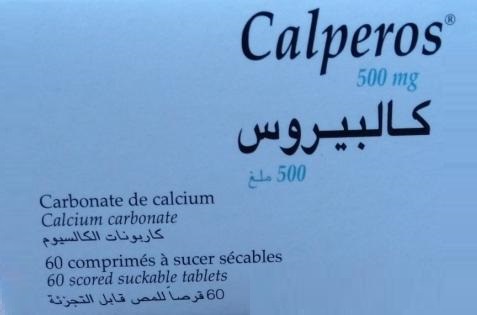 Calperos®
500 mg
كالبيروس
500 ملغ
Carbonate de calcium
Calcium carbonate
كاربونات الكالسيوم
60 comprimés à sucer sécables
60 scored suckable tablets
60 قرصاً للمص قابل التجزئة